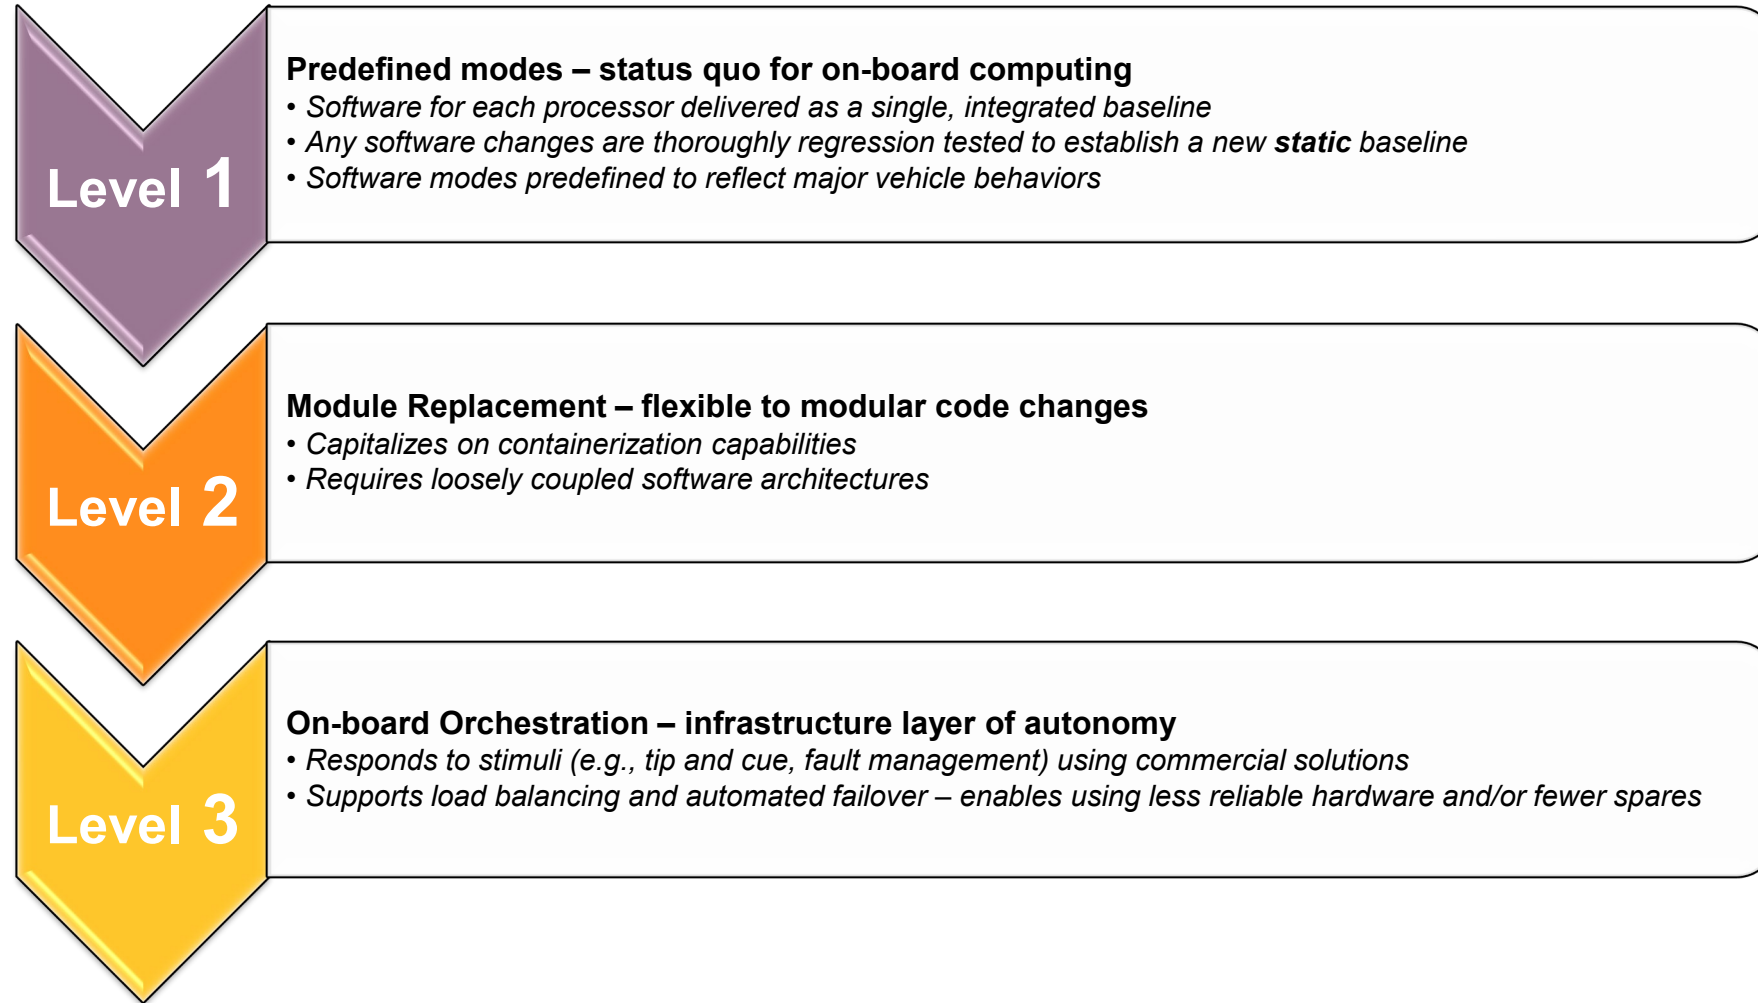 Level 1
Predefined modes – status quo for on-board computing
• Software for each processor delivered as a single, integrated baseline
• Any software changes are thoroughly regression tested to establish a new static baseline
• Software modes predefined to reflect major vehicle behaviors
Level 2
Module Replacement – flexible to modular code changes
• Capitalizes on containerization capabilities
• Requires loosely coupled software architectures
Level 3
On-board Orchestration – infrastructure layer of autonomy
• Responds to stimuli (e.g., tip and cue, fault management) using commercial solutions
• Supports load balancing and automated failover – enables using less reliable hardware and/or fewer spares